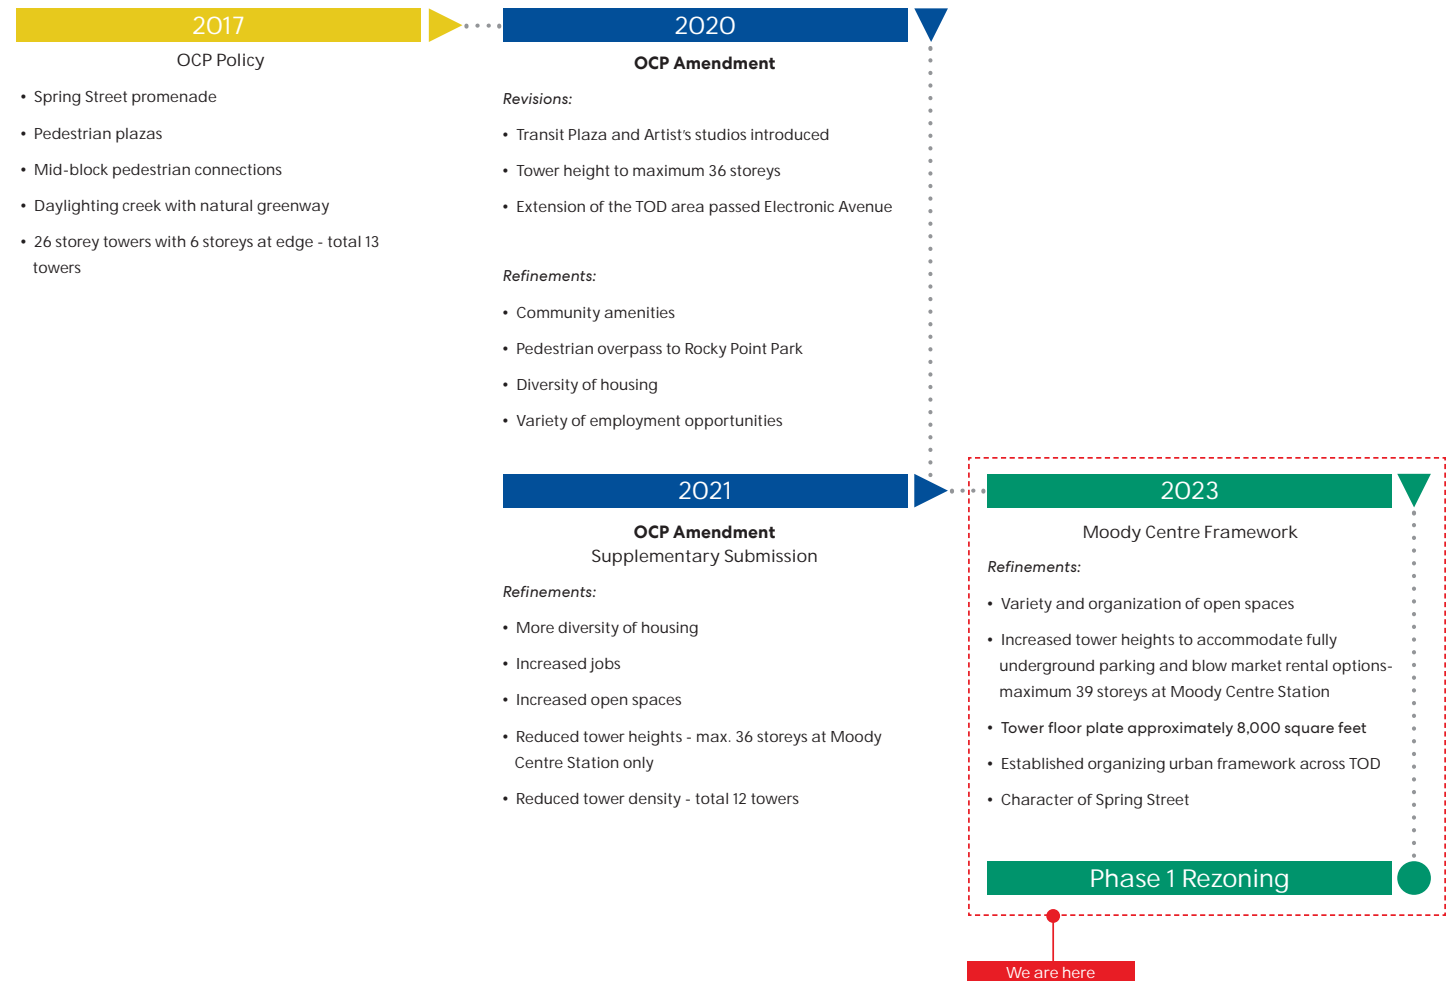 2017
OCP Policy
• Spring Street promenade
• Pedestrian plazas
• Mid-block pedestrian connections
• Daylighting creek with natural greenway
• 26 storey towers with 6 storeys at edge - total 13
towers
2020
OCP Amendment
Revisions:
• Transit Plaza and Artist's studios introduced
• Tower height to maximum 36 storeys
• Extension of the TOD area passed Electronic Avenue
Refinements:
• Community amenities
• Pedestrian overpass to Rocky Point Park
• Diversity of housing
• Variety of employment opportunities
2021
OCP Amendment
Supplementary Submission
Refinements:
• More diversity of housing
• Increased jobs
• Increased open spaces
• Reduced tower heights - max. 36 storeys at Moody
Centre Station only
• Reduced tower density - total 12 towers
2023
Moody Centre Framework
Refinements:
• Variety and organization of open spaces
• Increased tower heights to accommodate fully
underground parking and blow market rental options-
maximum 39 storeys at Moody Centre Station
• Tower floor plate approximately 8,000 square feet
• Established organizing urban framework across TOD
• Character of Spring Street
Phase 1 Rezoning
We are here